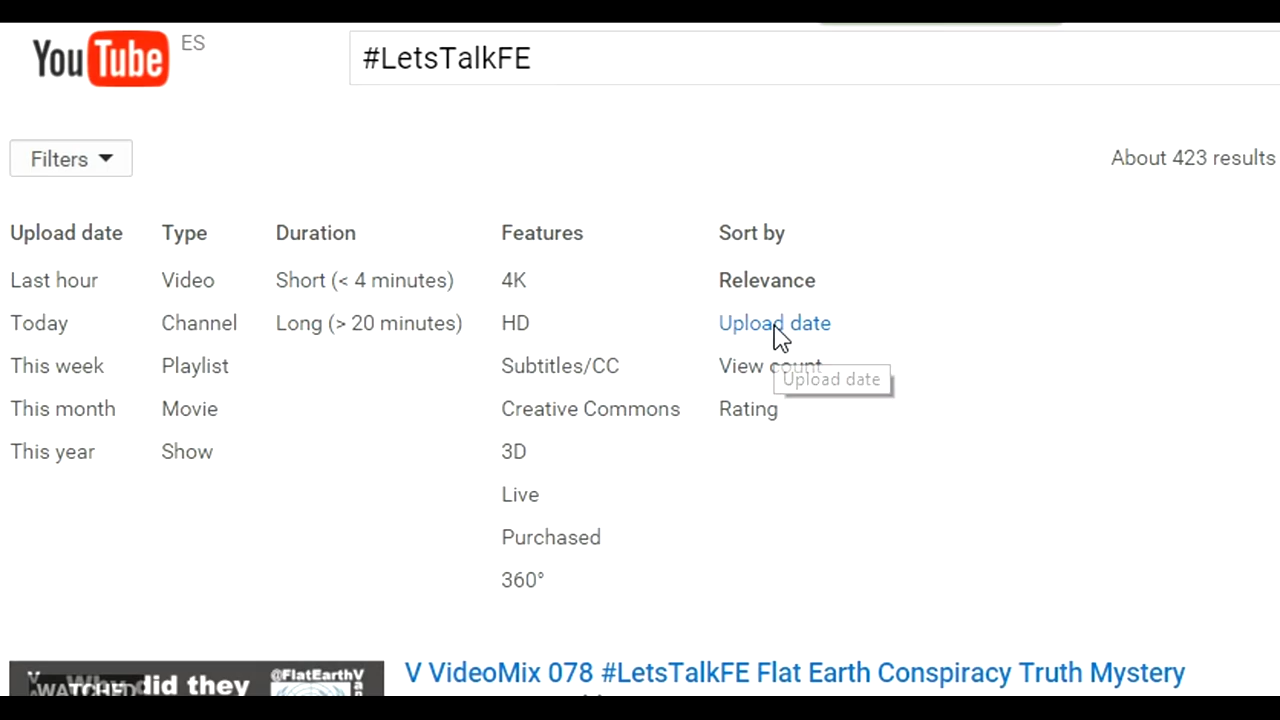 YouTube ES
#LetsTalkFE
Filters
About 423 results
Upload date
Last hour
Today
This week
This month
This year
Type
Video
Channel
Playlist
Movie
Show
Duration
Short (< 4 minutes)
Long (> 20 minutes)
Features
4K
HD
Subtitles/CC
Creative Commons
3D
Live
Purchased
360°
Sort by
Relevance
Upload date
View count
Upload date
Rating
WATCHED
did they
@FlatEarthV
V VideoMix 078 #LetsTalkFE Flat Earth Conspiracy Truth Mystery